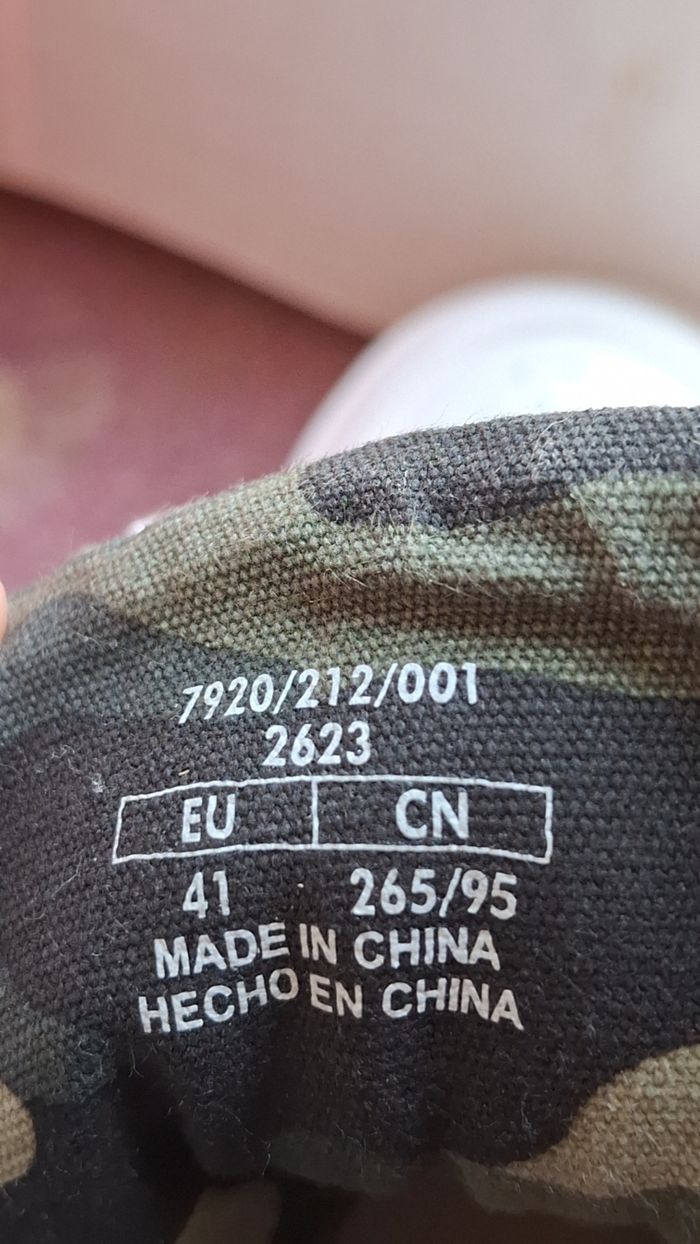 7920/212/001
2623
EU CN
41 265/95
MADE IN CHINA
HECHO EN CHINA